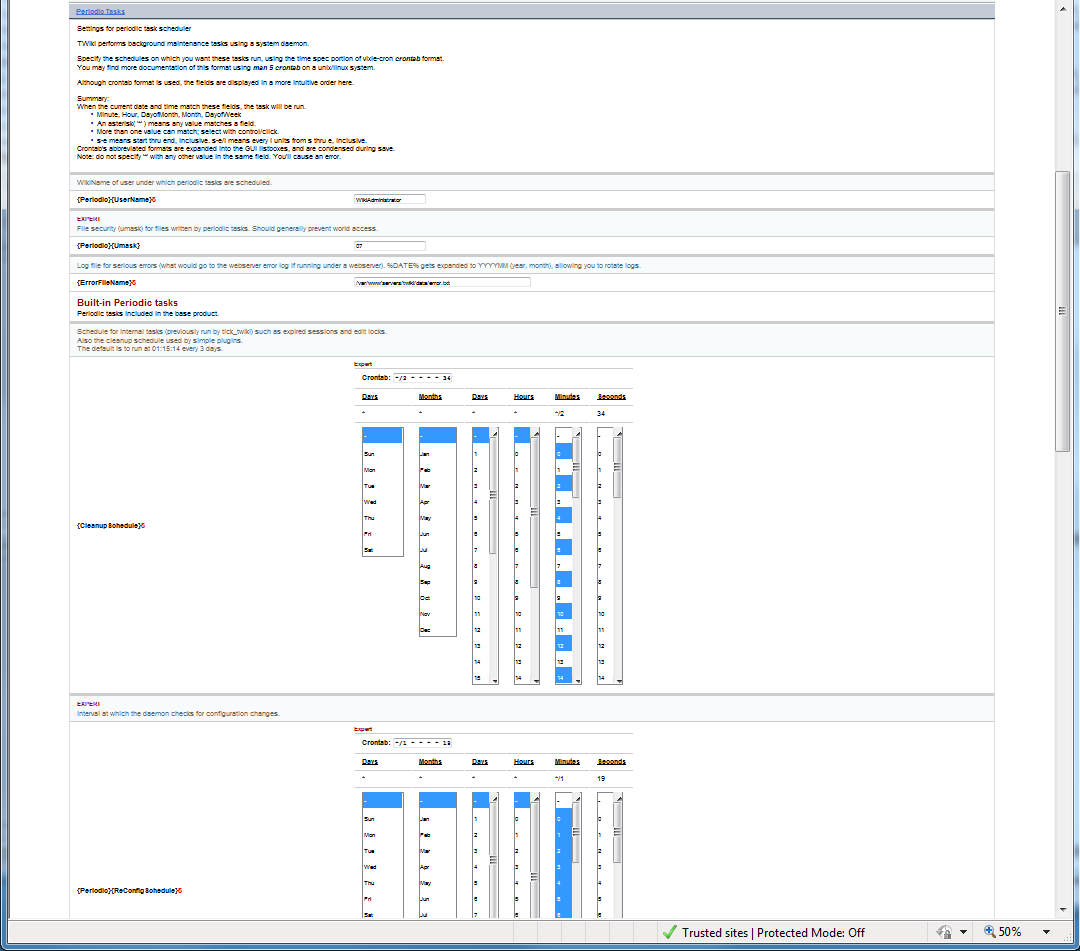 Periodic Tasks
Settings for periodic task scheduler
TWiki performs background maintenance tasks using a system daemon.
Specify the schedules on which you want these tasks run, using the time spec portion of vixie-cron crontab format.
You may find more documentation of this format using man 5 crontab on a unix/linux system.
Although crontab format is used, the fields are displayed in a more intuitive order here.
Summary:
When the current date and time match these fields, the task will be run.
• Minute, Hour, DayofMonth, Month, DayofWeek
• An asterisk( '*' ) means any value matches a field.
• More than one value can match; select with control/click.
• s-e means start thru end, inclusive. s-e/i means every i units from s thru e, inclusive.
Crontab's abbreviated formats are expanded into the GUI listboxes, and are condensed during save.
Note: do not specify '*' with any other value in the same field. You'll cause an error.
WikiName of user under which periodic tasks are scheduled.
{Periodic}{UserName}δ WikiAdministrator
EXPERT
File security (umask) for files written by periodic tasks. Should generally prevent world access.
{Periodic}{Umask} 07
Log file for serious errors (what would go to the webserver error log if running under a webserver). %DATE% gets expanded to YYYYMM (year, month), allowing you to rotate logs.
{ErrorFileName}δ /var/www/servers/twiki/data/error.txt
Built-in Periodic tasks
Periodic tasks included in the base product.
Schedule for internal tasks (previously run by tick_twiki) such as expired sessions and edit locks.
Also the cleanup schedule used by simple plugins.
The default is to run at 01:15:14 every 3 days.
Expert
Crontab: */2 * * * * 34
Days Months Days Hours Minutes Seconds
* * * * */2 34
* * * * * *
Sun Jan 1 0 0 0
Mon Feb 2 1 1 1
Tue Mar 3 2 2 2
Wed Apr 4 3 3 3
Thu May 5 4 4 4
Fri Jun 6 5 5 5
Sat Jul 7 6 6 6
Aug 8 7 7 7
Sep 9 8 8 8
Oct 10 9 9 9
Nov 11 10 10 10
Dec 12 11 11 11
13 12 12 12
14 13 13 13
15 14 14 14
{CleanupSchedule}δ
EXPERT
Interval at which the daemon checks for configuration changes.
Expert
Crontab: */1 * * * * 19
Days Months Days Hours Minutes Seconds
* * * * */1 19
* * * * * *
Sun Jan 1 0 0 0
Mon Feb 2 1 1 1
Tue Mar 3 2 2 2
Wed Apr 4 3 3 3
Thu May 5 4 4 4
Fri Jun 6 5 5 5
Sat Jul 7 6 6 6
{Periodic}{ReConfigSchedule}δ
Trusted sites | Protected Mode: Off 50%